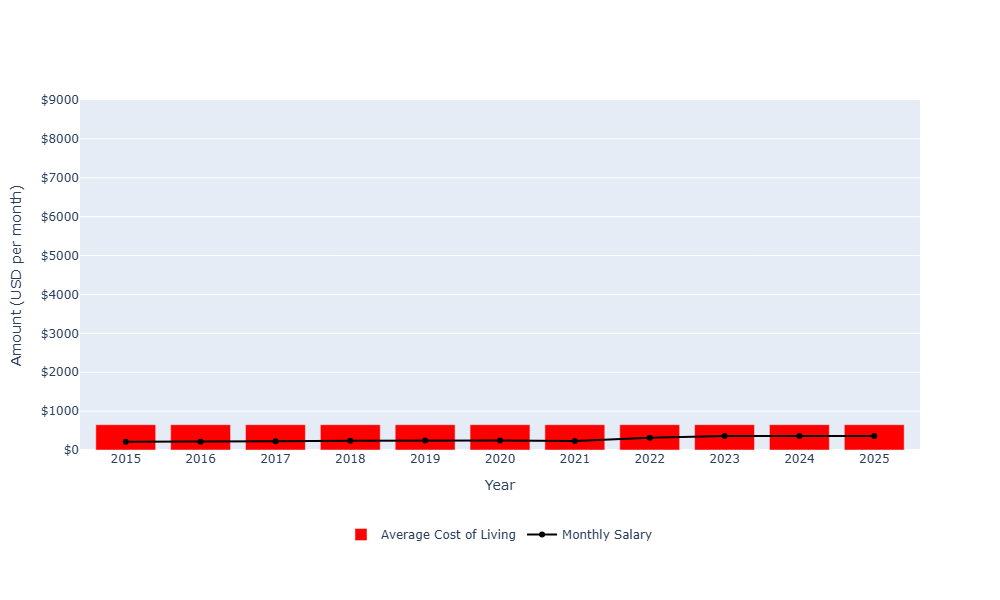 $9000
$8000
$7000
$6000
$5000
$4000
$3000
$2000
$1000
$0
Amount (USD per month)
2015 2016 2017 2018 2019 2020 2021 2022 2023 2024 2025
Year
Average Cost of Living Monthly Salary